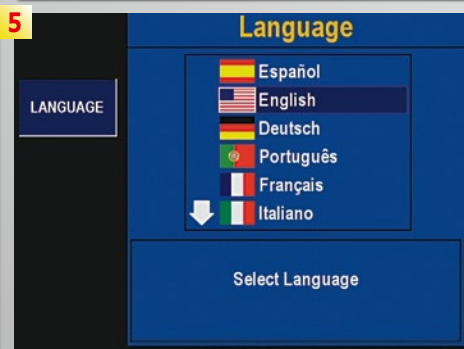 5
Language
LANGUAGE
Español
English
Deutsch
Português
Français
Italiano
Select Language